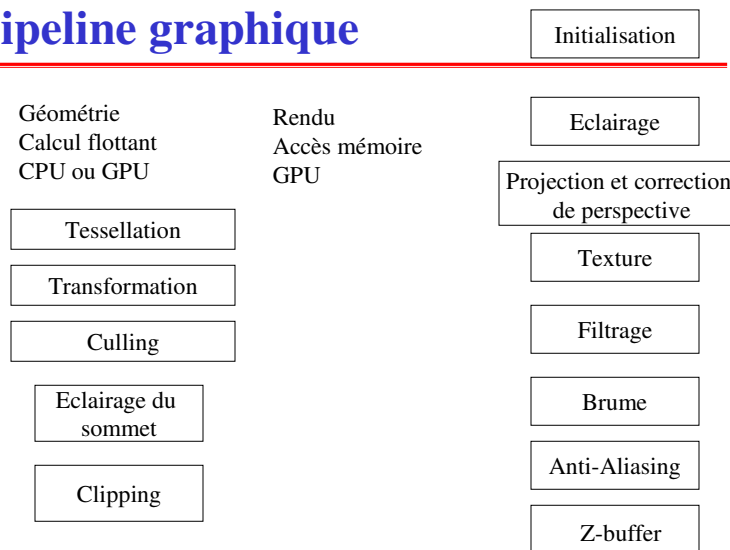 ipeline graphique
Initialisation
Géométrie
Calcul flottant
CPU ou GPU
Tessellation
Transformation
Culling
Eclairage du
sommet
Clipping
Rendu
Accès mémoire
GPU
Eclairage
Projection et correction
de perspective
Texture
Filtrage
Brume
Anti-Aliasing
Z-buffer